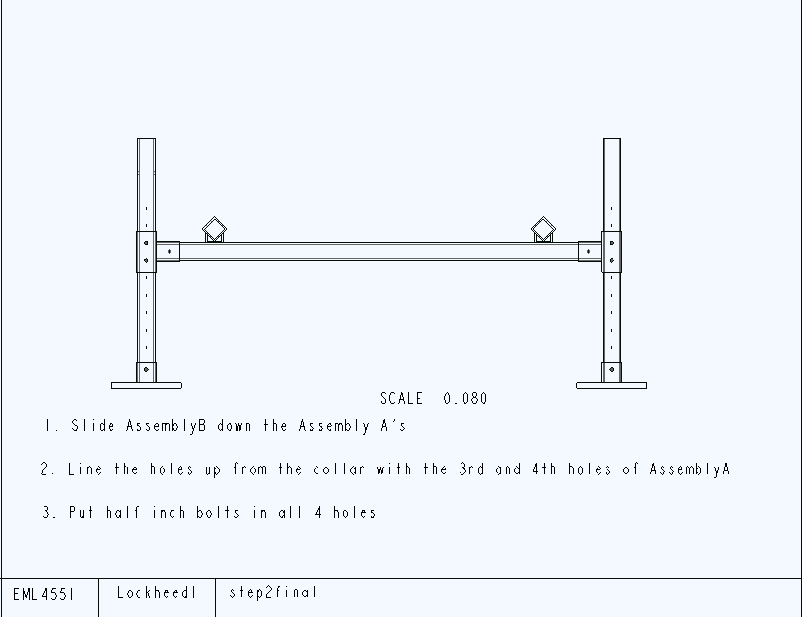 SCALE 0.080
1. Slide AssemblyB down the Assembly A's
2. Line the holes up from the collar with the 3rd and 4th holes of AssemblyA
3. Put half inch bolts in all 4 holes
EML4551 Lockheed1 step2final